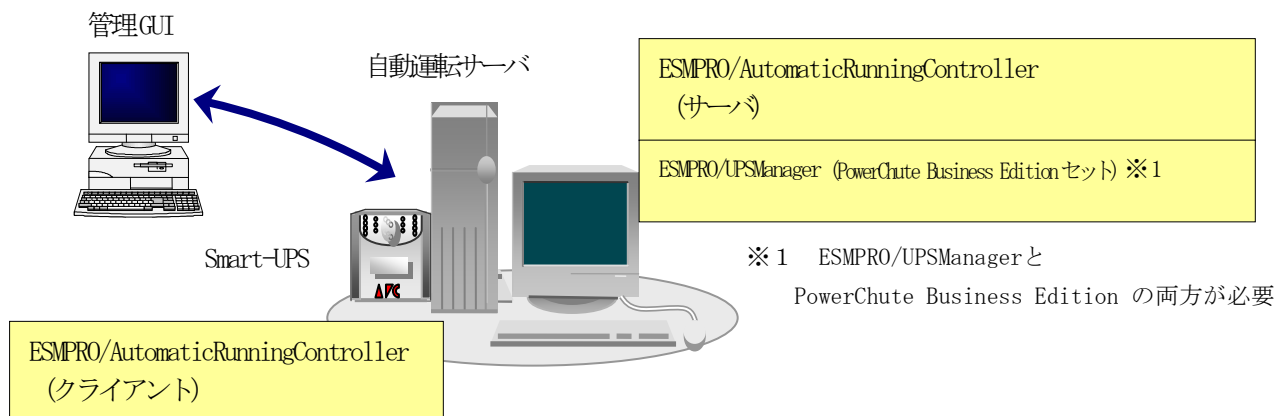 管理GUI
自動運転サーバ
ESMPRO/AutomaticRunningController
(サーバ)
ESMPRO/UPSManager (PowerChute Business Editionセット) ※1
Smart-UPS
APC
※1 ESMPRO/UPSManagerと
PowerChute Business Edition の両方が必要
ESMPRO/AutomaticRunningController
(クライアント)